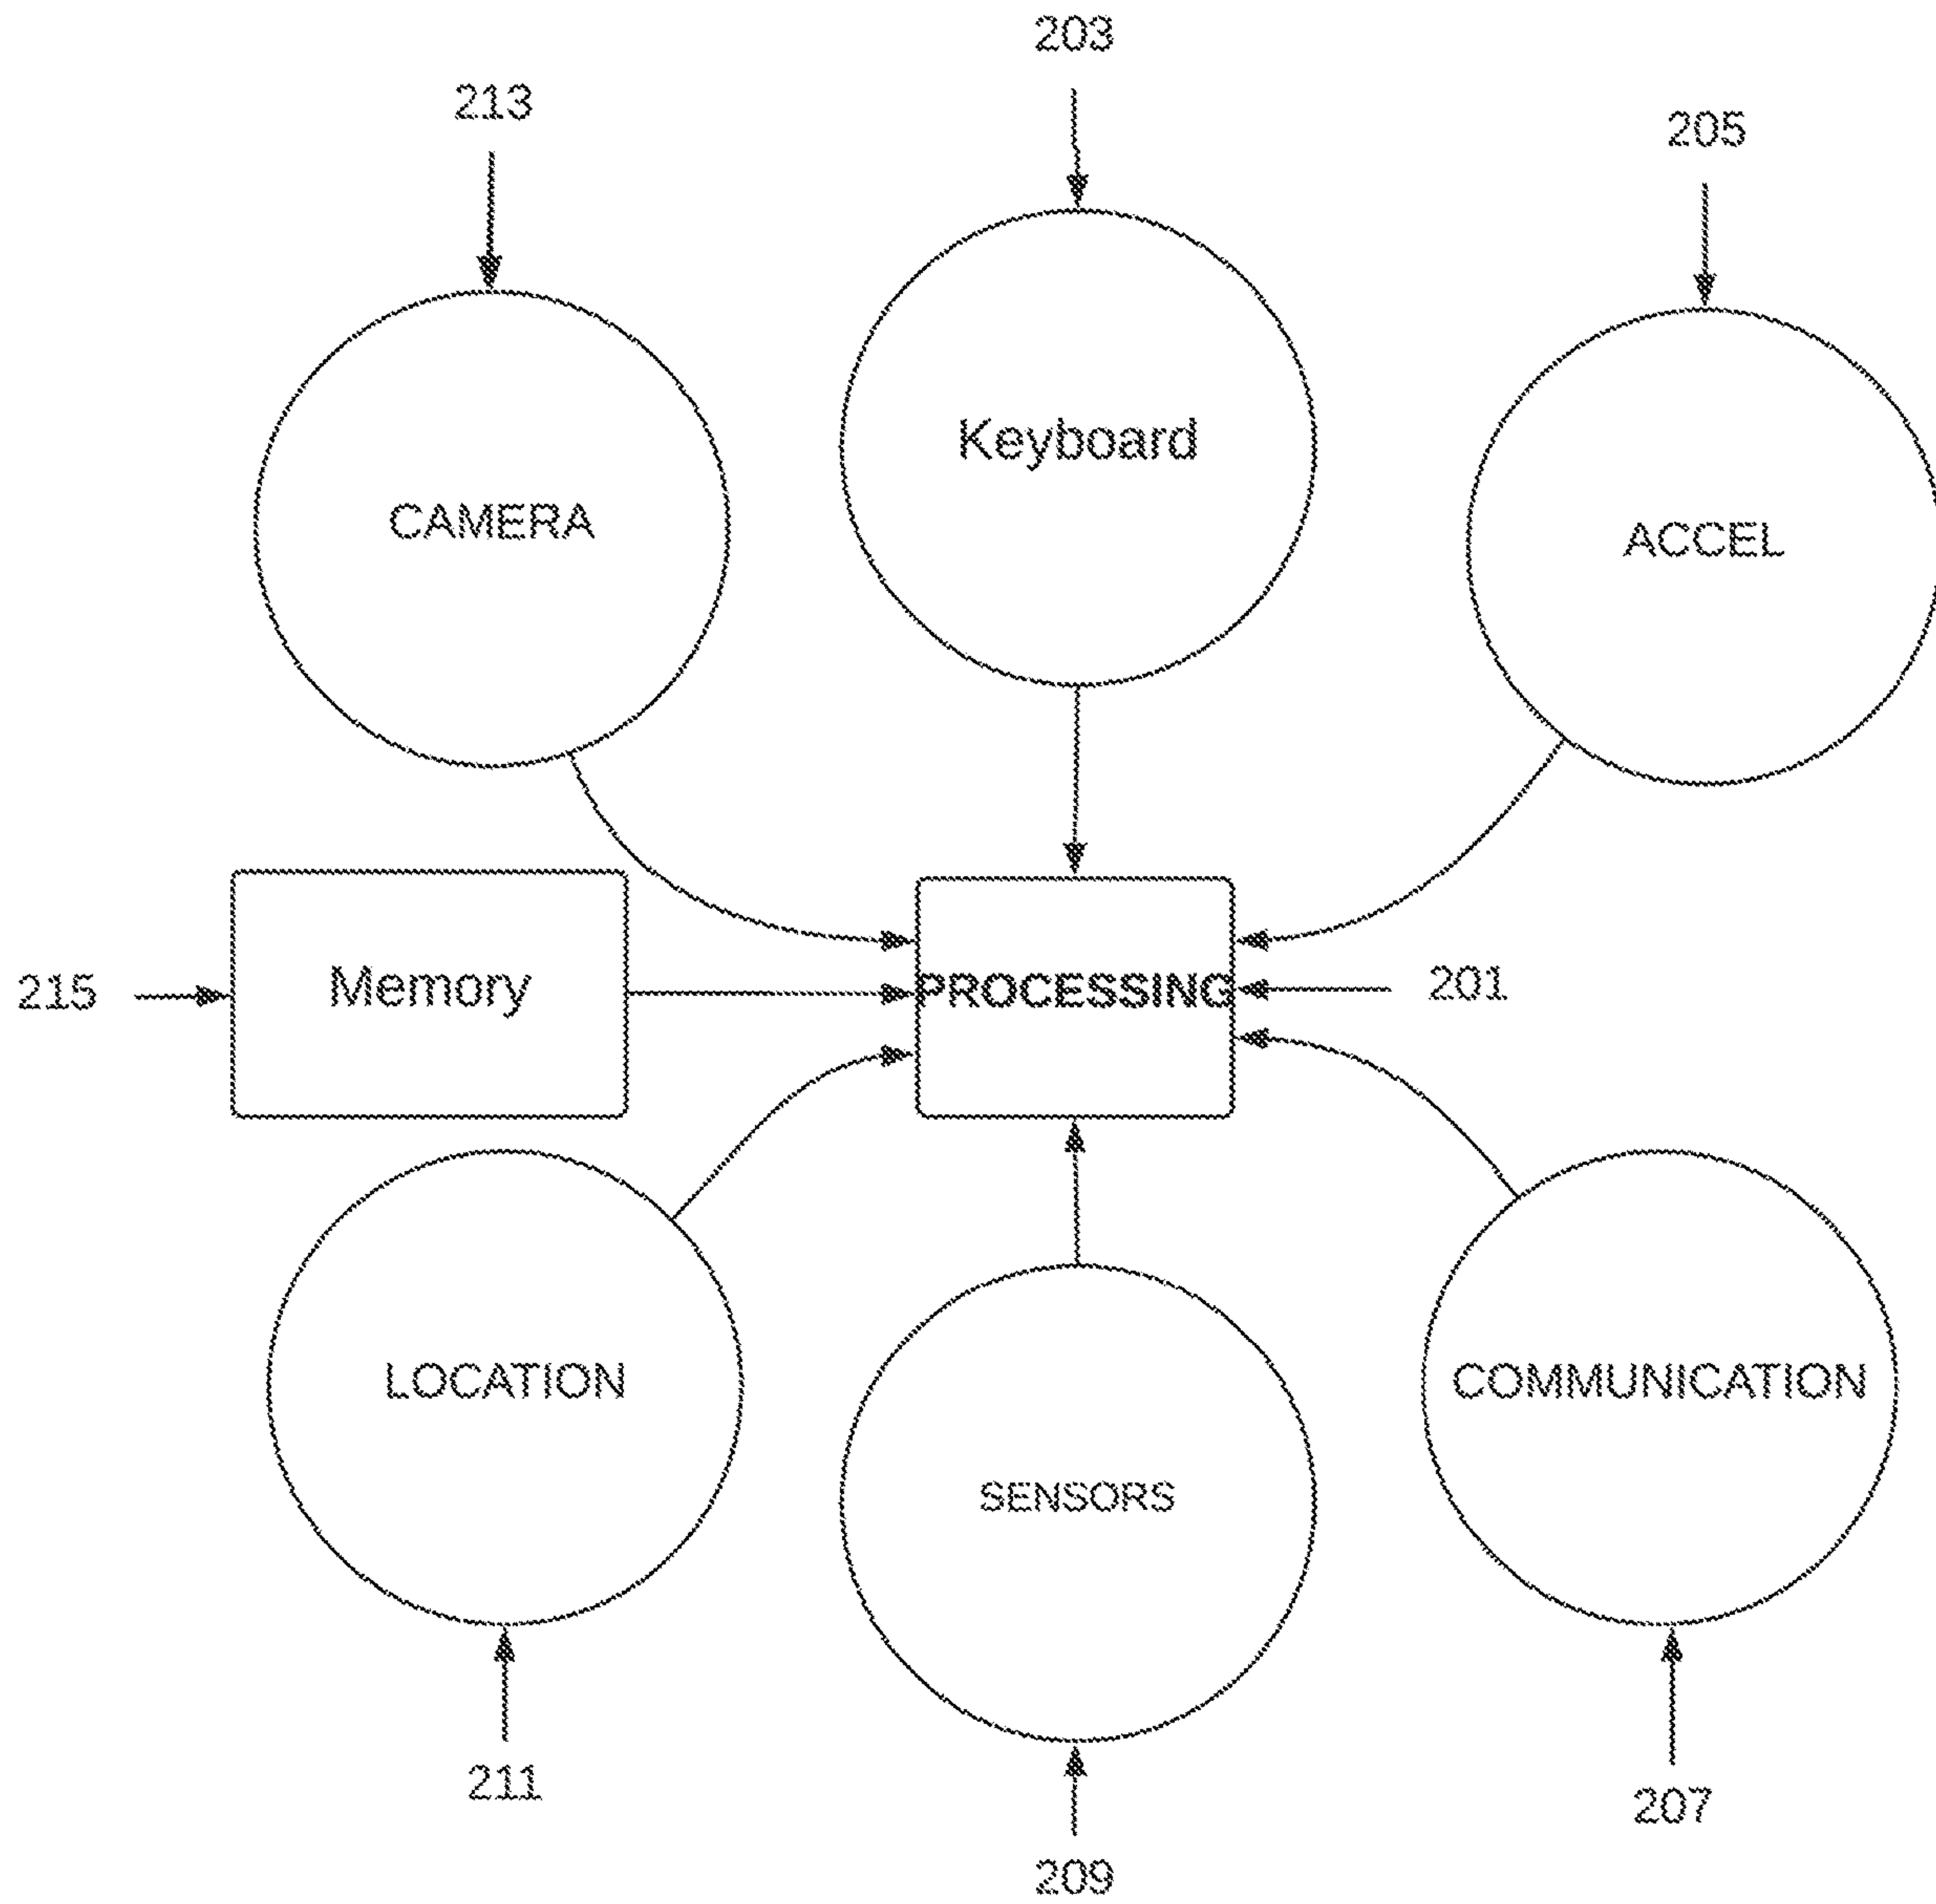 203
213
205
Keyboard
CAMERA
ACCEL
Memory
PROCESSING
201
215
LOCATION
COMMUNICATION
SENSORS
211
207
209